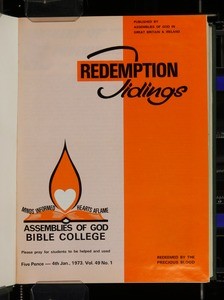 PUBLISHED BY
ASSEMBLIES OF GOD IN
GREAT BRITAIN & IRELAND
REDEMPTION
Tidings
MINDS INFORMED HEARTS AFLAME
ASSEMBLIES OF GOD
BIBLE COLLEGE
Please pray for students to be helped and used
Five Pence — 4th Jan., 1973. Vol. 49 No. 1
REDEEMED BY THE
PRECIOUS BLOOD